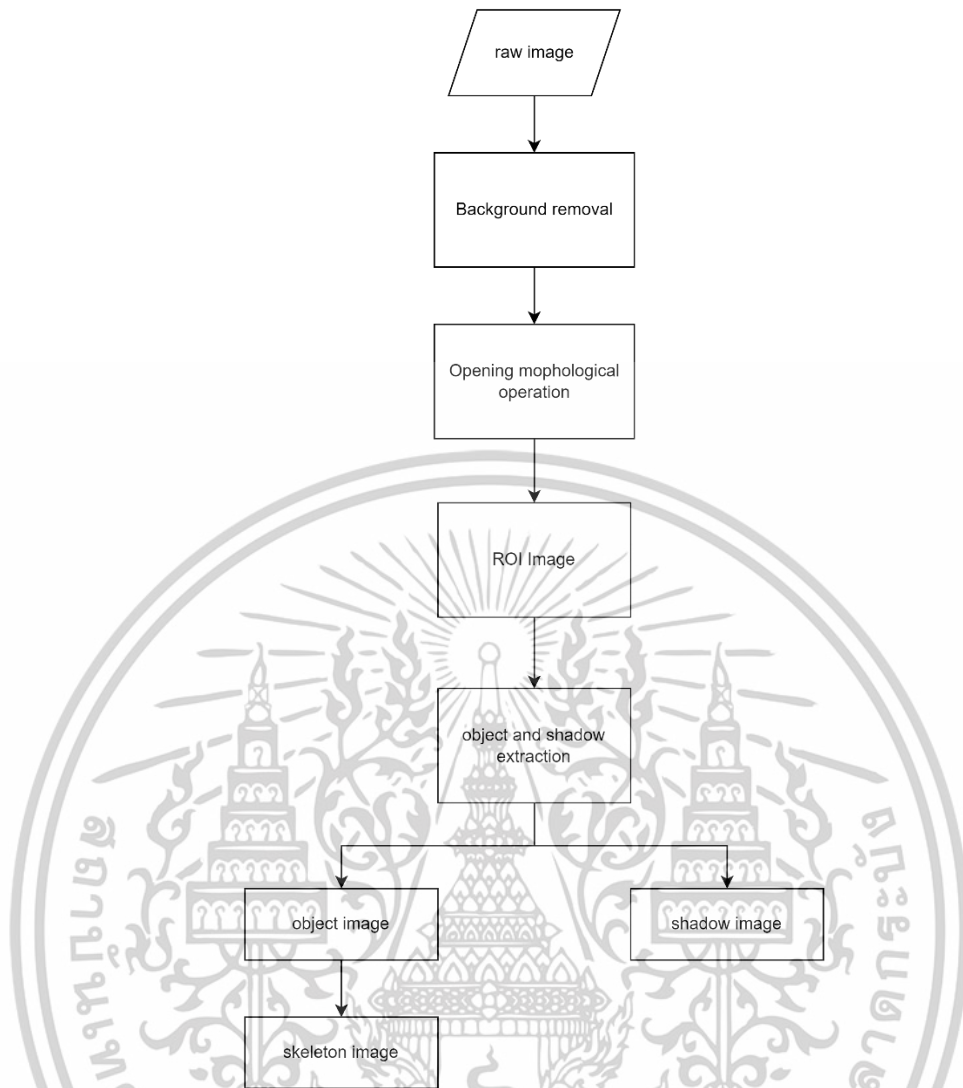 raw image
Background removal
Opening mophological
operation
ROI Image
object and shadow
extraction
object image
shadow image
skeleton image